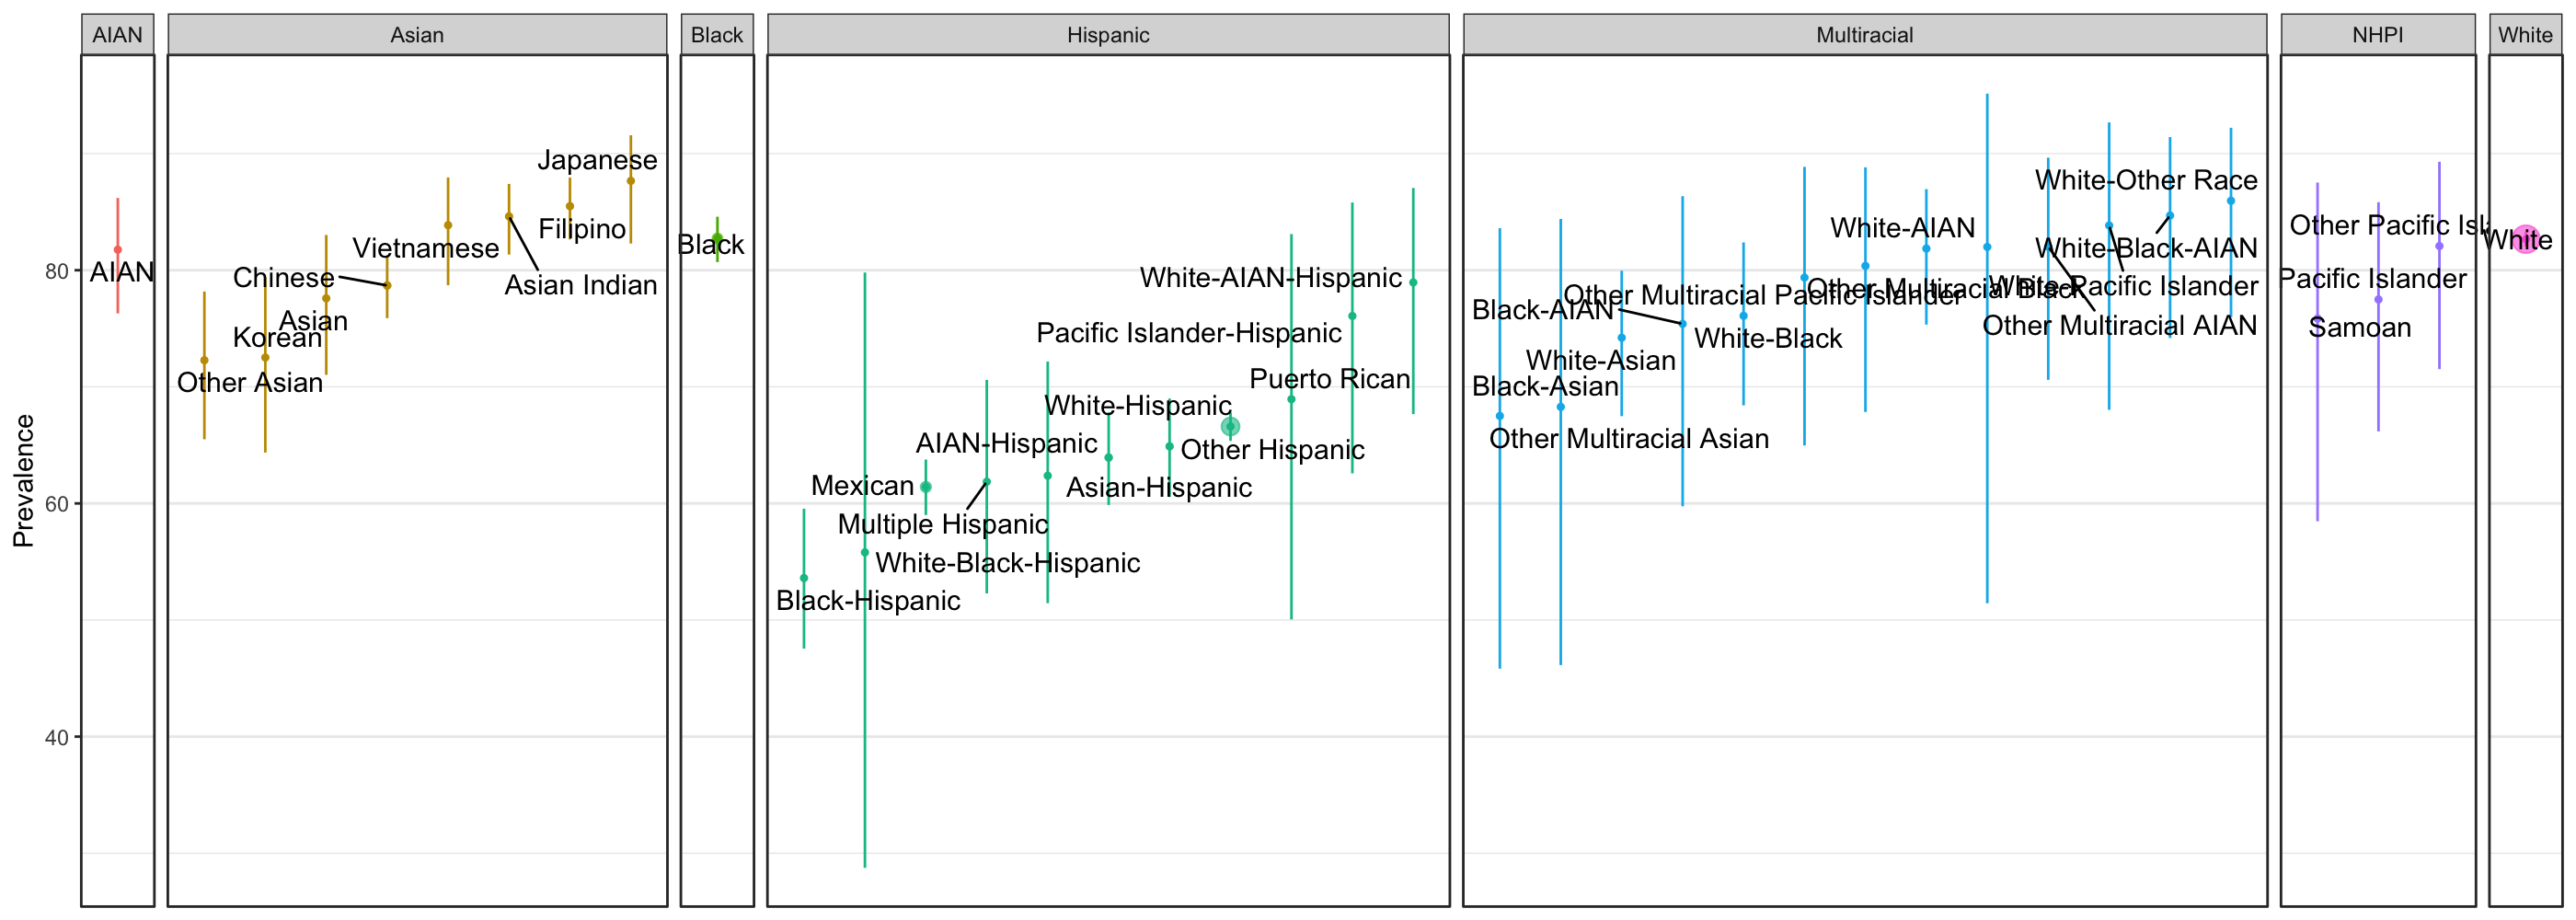 AIAN
Asian
Black
Hispanic
Multiracial
NHPI
White
Prevalence
80
60
40
AIAN
Japanese
Filipino
Vietnamese
Chinese
Asian Indian
Asian
Korean
Other Asian
Black
White-AIAN-Hispanic
Pacific Islander-Hispanic
Puerto Rican
White-Hispanic
AIAN-Hispanic
Other Hispanic
Mexican
Asian-Hispanic
Multiple Hispanic
White-Black-Hispanic
Black-Hispanic
White-Other Race
White-AIAN
White-Black-AIAN
White-Pacific Islander
Other Multiracial Pacific Islander
Other Multiracial Black
Black-AIAN
Other Multiracial AIAN
White-Black
White-Asian
Black-Asian
Other Multiracial Asian
Other Pacific Isl
Pacific Islander
Samoan
White